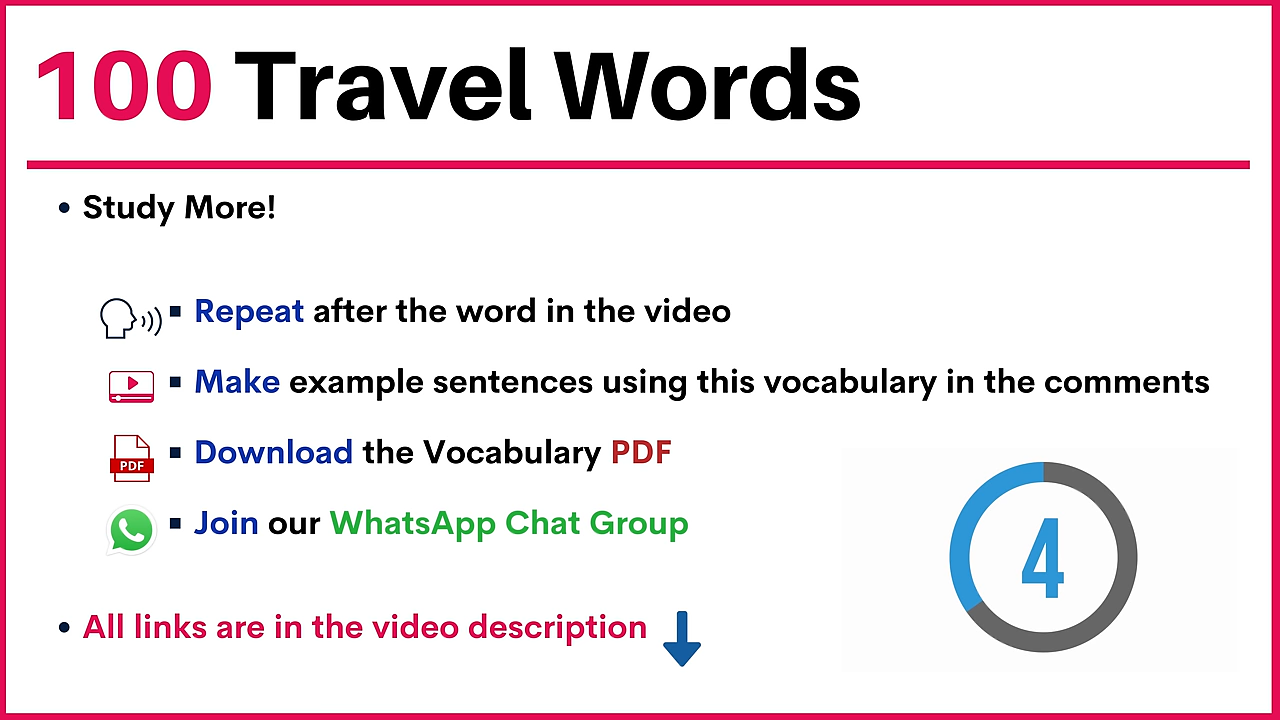 100 Travel Words
• Study More!
▪ Repeat after the word in the video
▪ Make example sentences using this vocabulary in the comments
PDF
▪ Download the Vocabulary PDF
▪ Join our WhatsApp Chat Group
4
• All links are in the video description